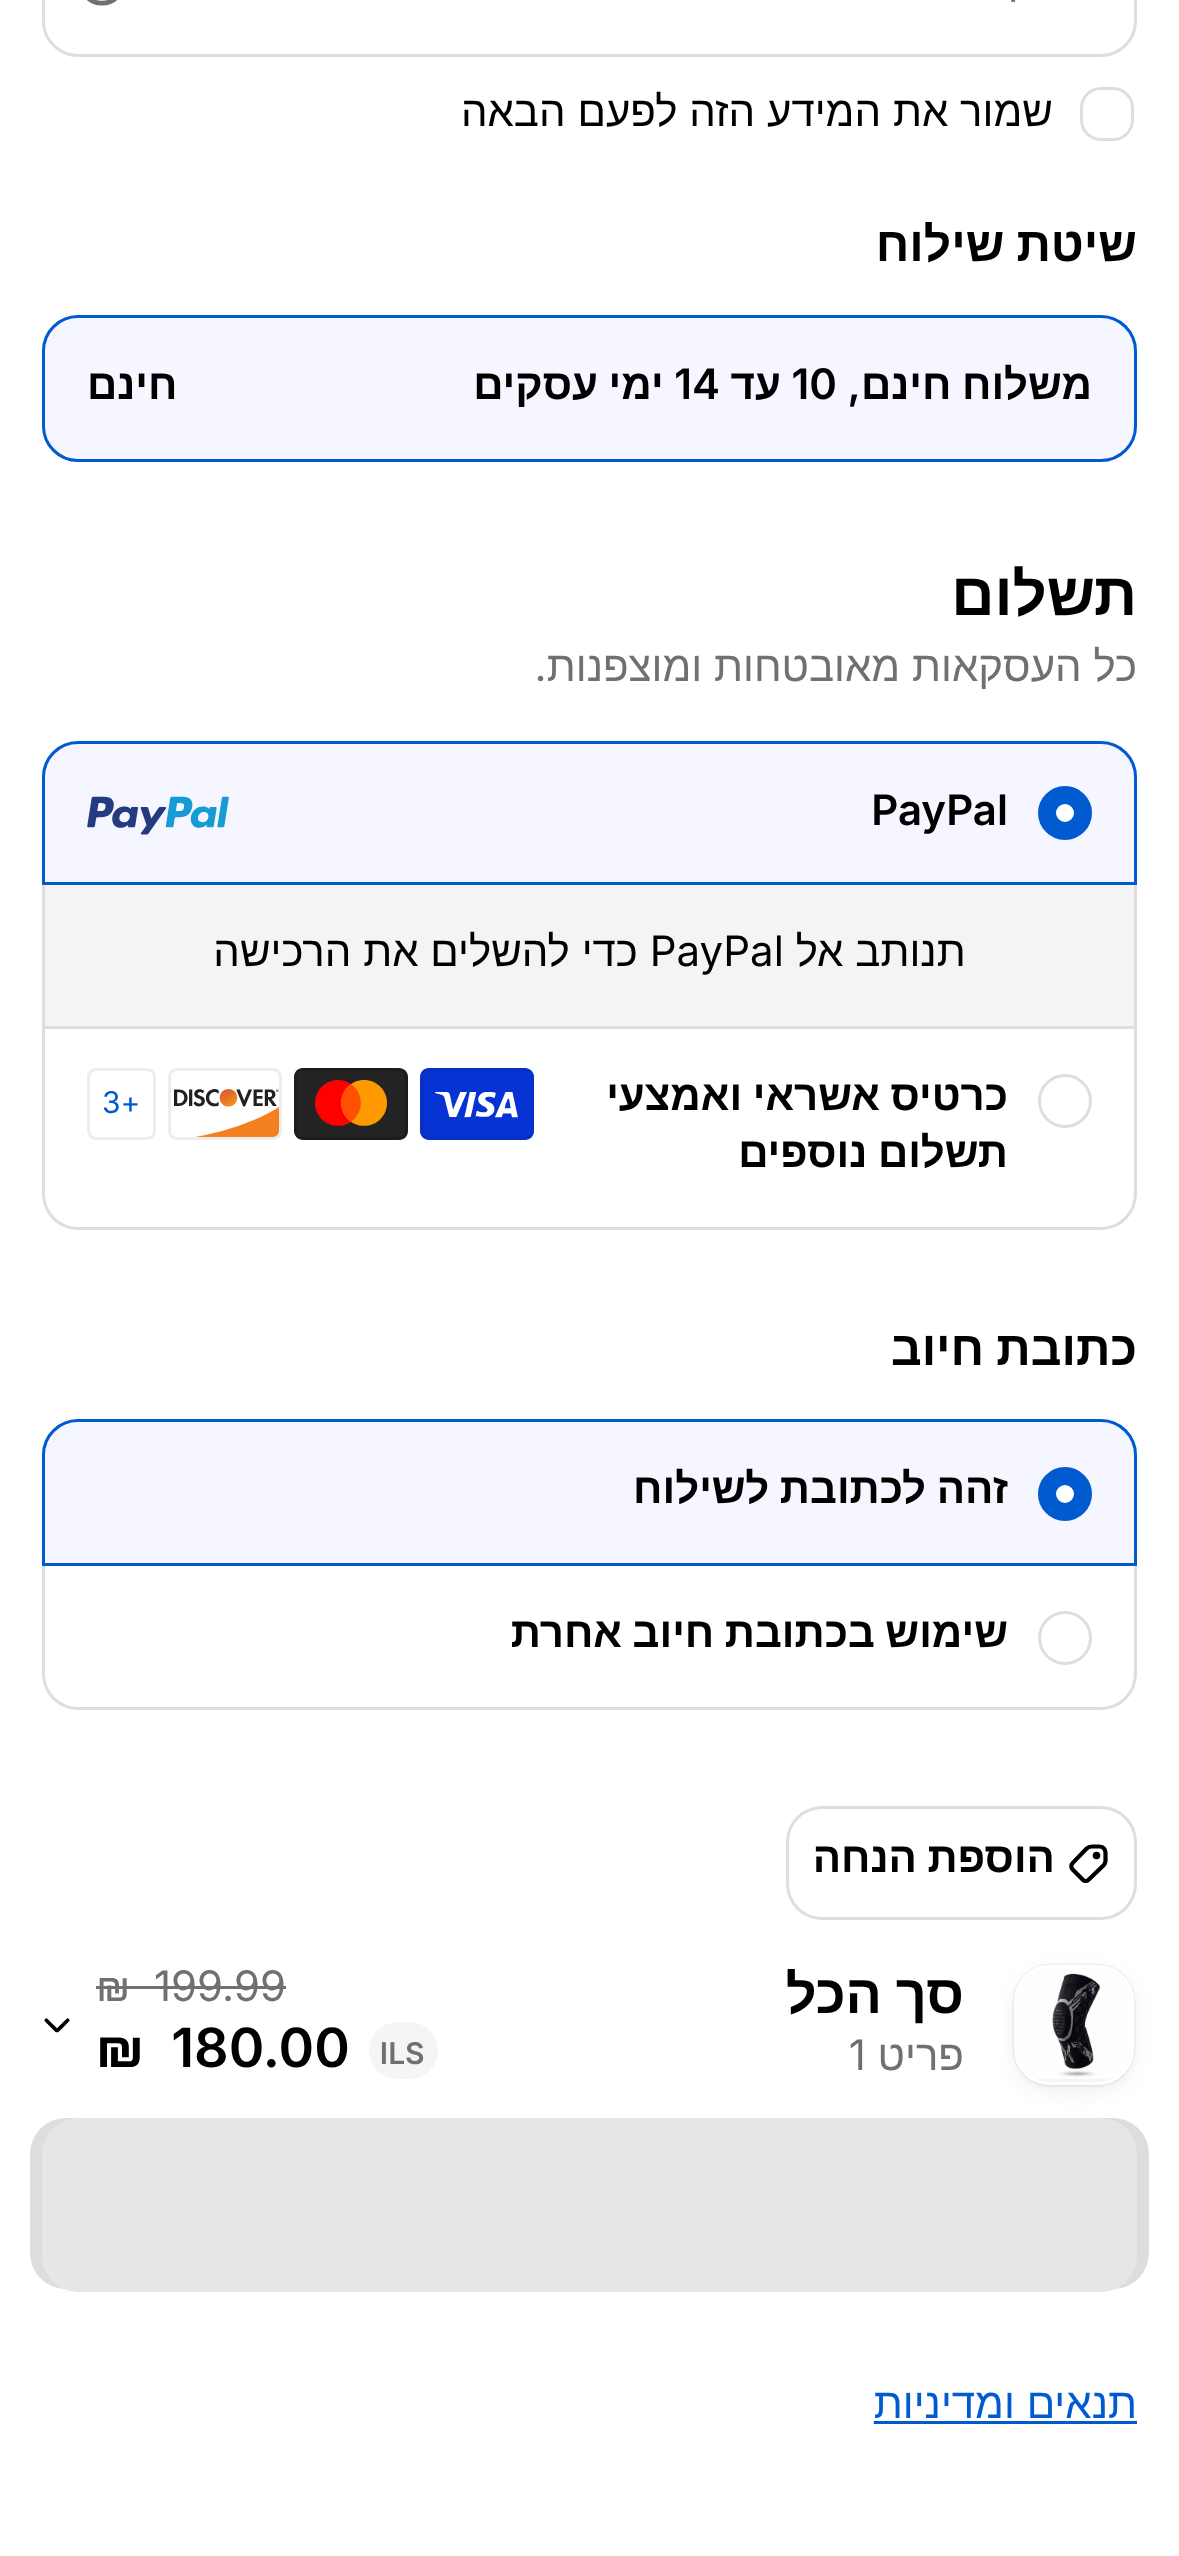 שמור את המידע הזה לפעם הבאה
שיטת שילוח
משלוח חינם, 10 עד 14 ימי עסקים
חינם
תשלום
כל העסקאות מאובטחות ומוצפנות.
PayPal
PayPal
תנותב אל PayPal כדי להשלים את הרכישה
כרטיס אשראי ואמצעי
תשלום נוספים
VISA
DISCOVER
+3
כתובת חיוב
זהה לכתובת לשילוח
שימוש בכתובת חיוב אחרת
הוספת הנחה
סך הכל
פריט 1
199.99 ₪
ILS 180.00 ₪
תנאים ומדיניות